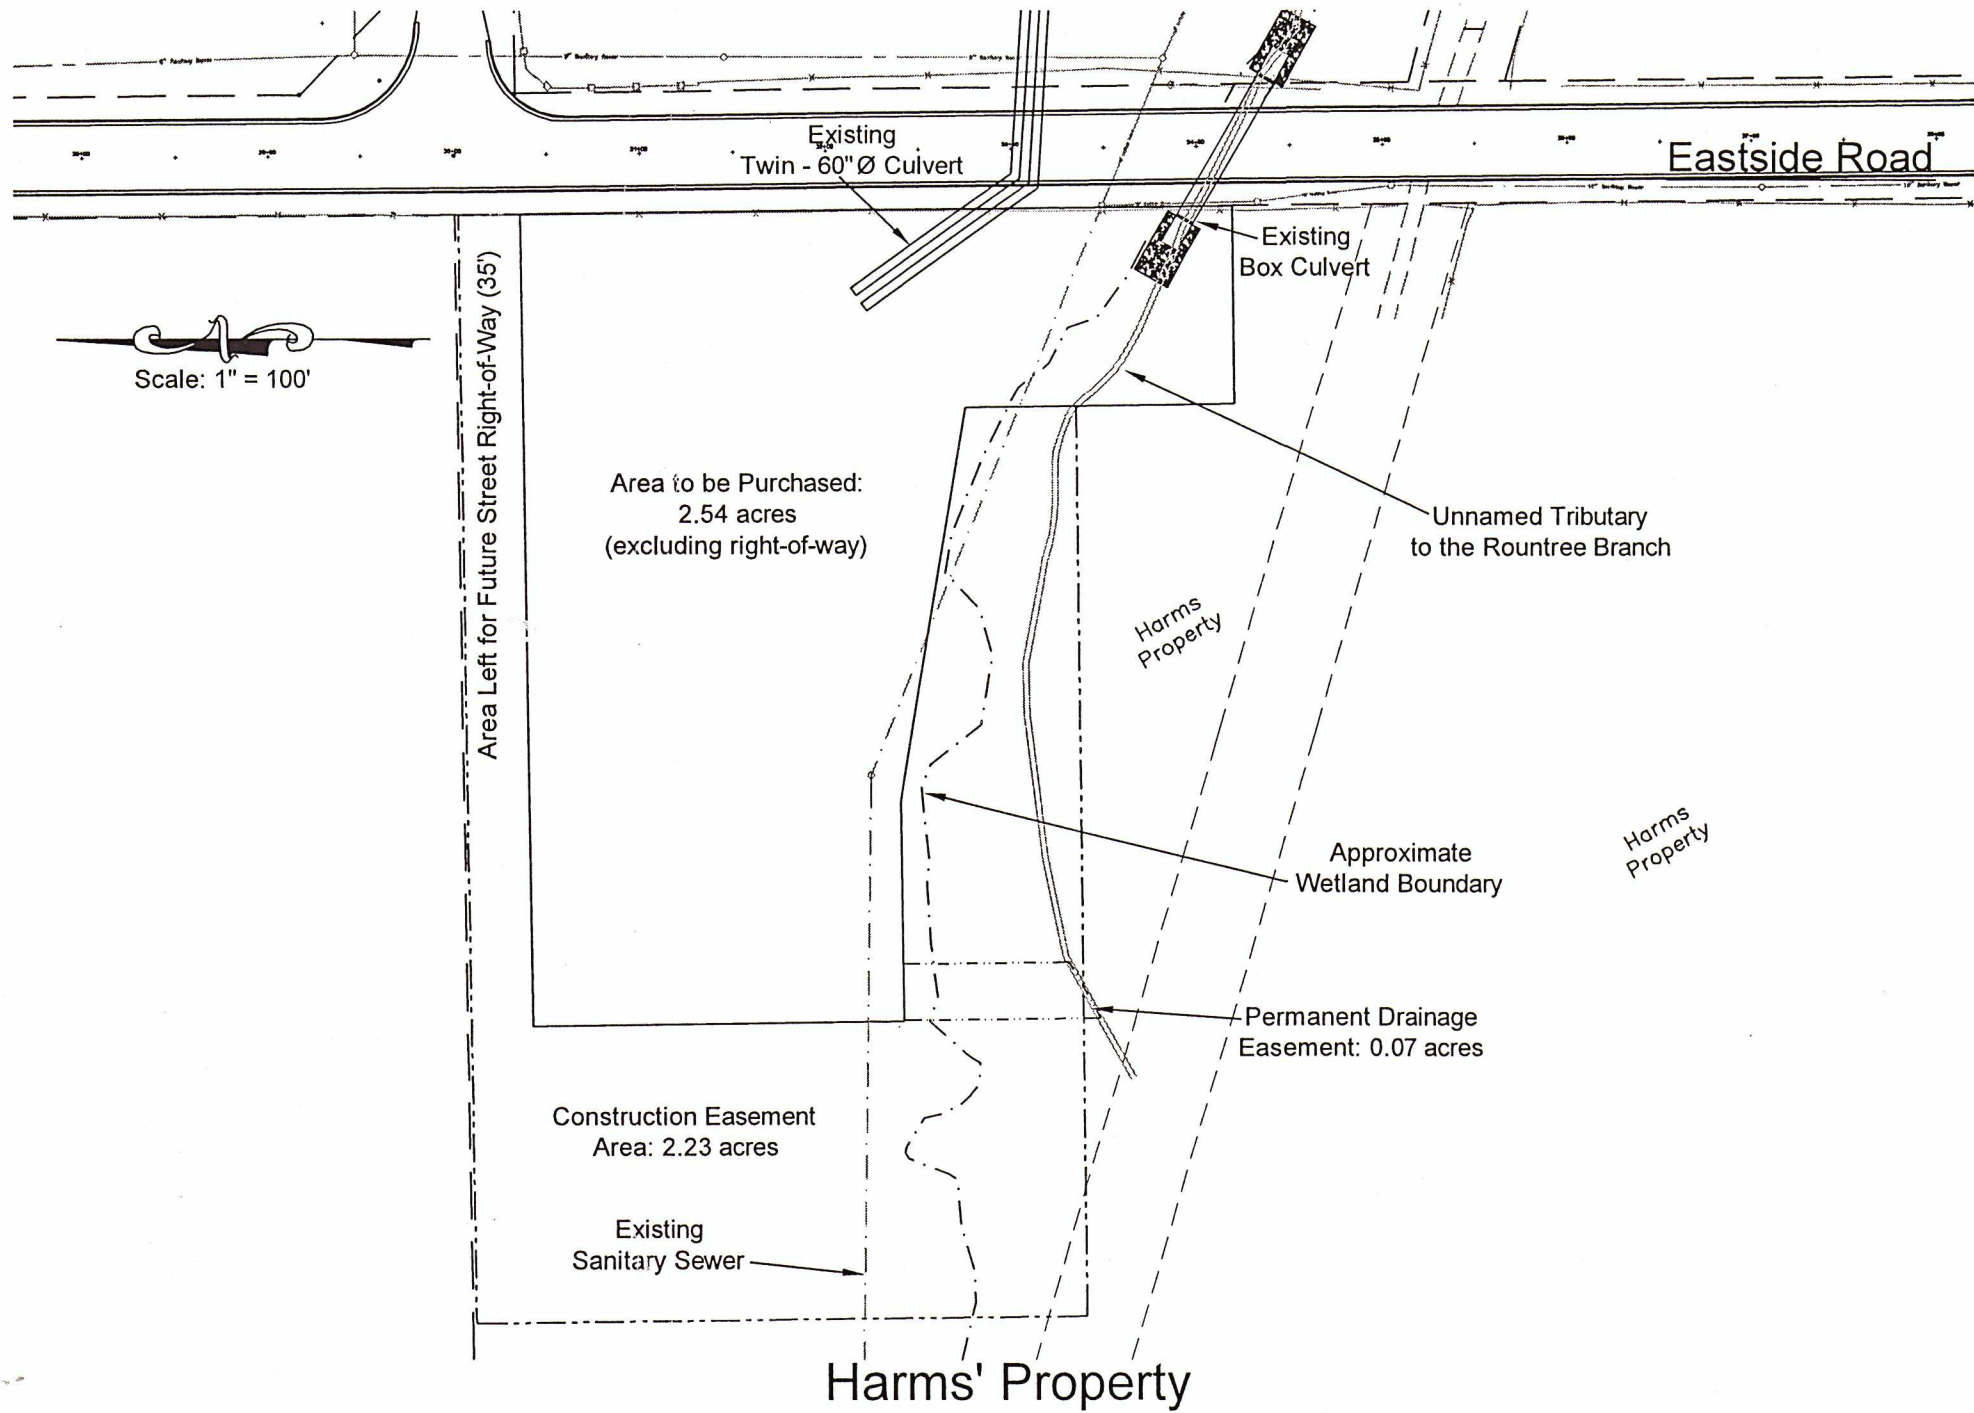 8" Sanitary Sewer
Existing
Twin - 60" Ø Culvert
Eastside Road
Existing
Box Culvert
Area Left for Future Street Right-of-Way (35')
N
Scale: 1" = 100'
Area to be Purchased:
2.54 acres
(excluding right-of-way)
Unnamed Tributary
to the Rountree Branch
Harms
Property
Harms
Property
Approximate
Wetland Boundary
Permanent Drainage
Easement: 0.07 acres
Construction Easement
Area: 2.23 acres
Existing
Sanitary Sewer
Harms' Property